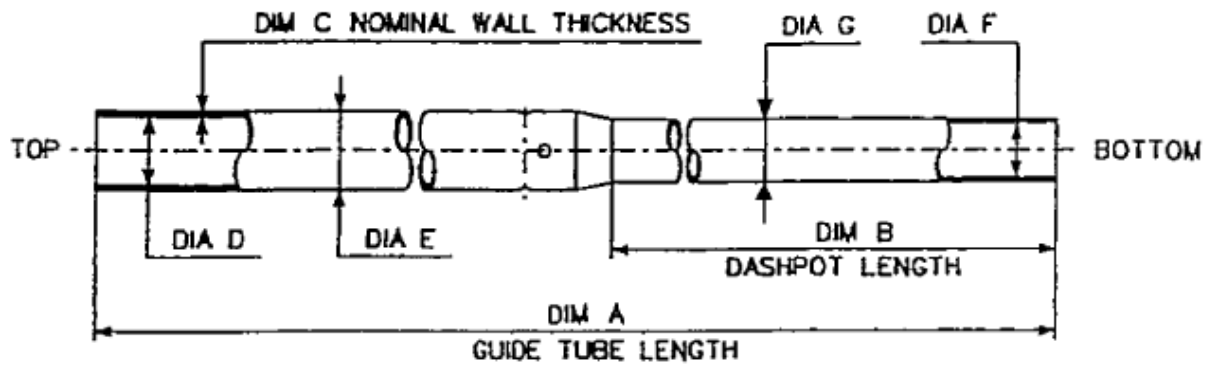 DIM C NOMINAL WALL THICKNESS
DIA G
DIA F
TOP
BOTTOM
DIA D
DIA E
DIM B
DASHPOT LENGTH
DIM A
GUIDE TUBE LENGTH